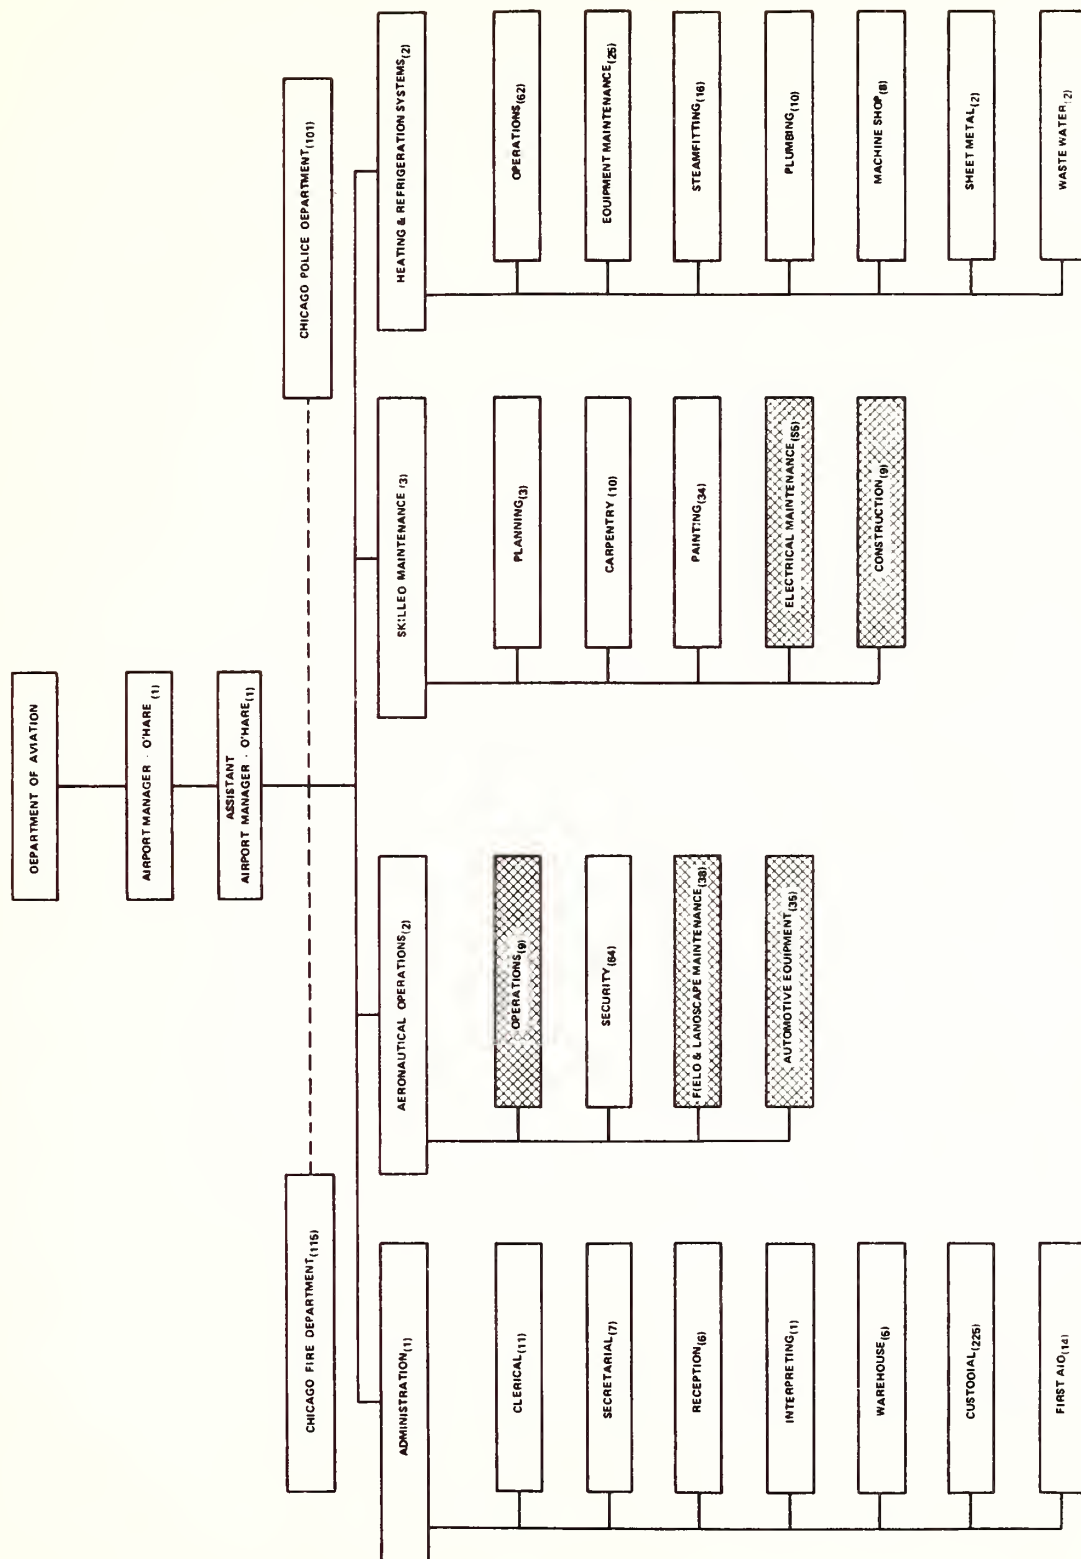 DEPARTMENT OF AVIATION
AIRPORT MANAGER - O'HARE (1)
ASSISTANT
AIRPORT MANAGER - O'HARE (1)
CHICAGO FIRE DEPARTMENT (115)
CHICAGO POLICE DEPARTMENT (101)
ADMINISTRATION (1)
CLERICAL (11)
SECRETARIAL (7)
RECEPTION (6)
INTERPRETING (1)
WAREHOUSE (6)
CUSTODIAL (225)
FIRST AID (14)
AERONAUTICAL OPERATIONS (2)
OPERATIONS (9)
SECURITY (64)
FIELD & LANDSCAPE MAINTENANCE (38)
AUTOMOTIVE EQUIPMENT (35)
SKILLED MAINTENANCE (3)
PLANNING (3)
CARPENTRY (10)
PAINTING (34)
ELECTRICAL MAINTENANCE (55)
CONSTRUCTION (9)
HEATING & REFRIGERATION SYSTEMS (2)
OPERATIONS (62)
EQUIPMENT MAINTENANCE (25)
STEAMFITTING (16)
PLUMBING (10)
MACHINE SHOP (8)
SHEET METAL (2)
WASTE WATER (2)